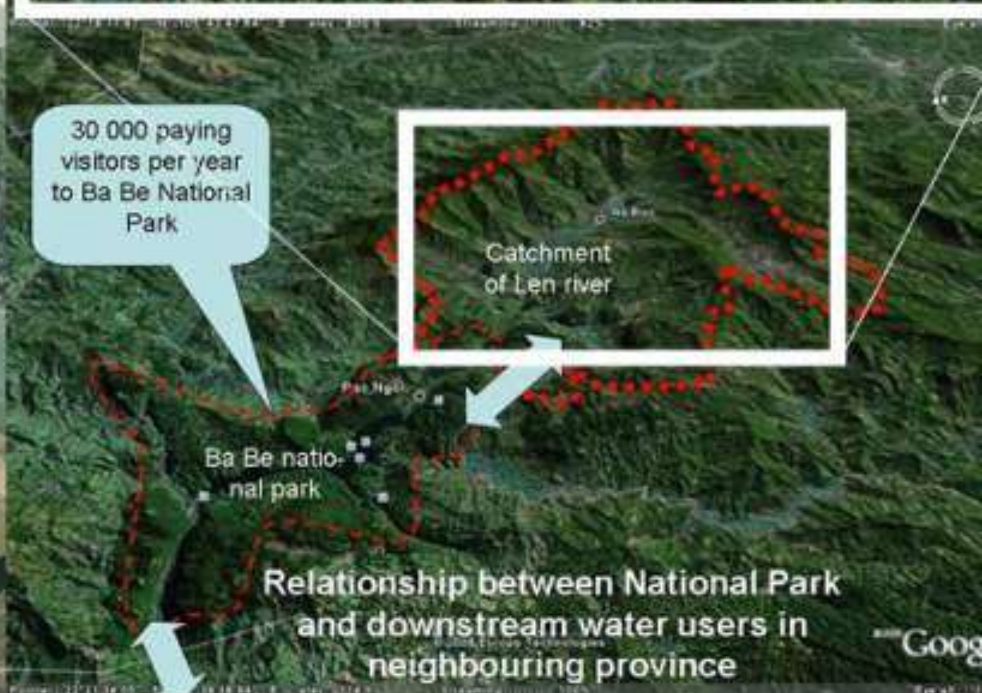 30 000 paying
visitors per year
to Ba Be National
Park
Catchment
of Len river
Ba Be natio-
nal park
Relationship between National Park
and downstream water users in
neighbouring province
Goog